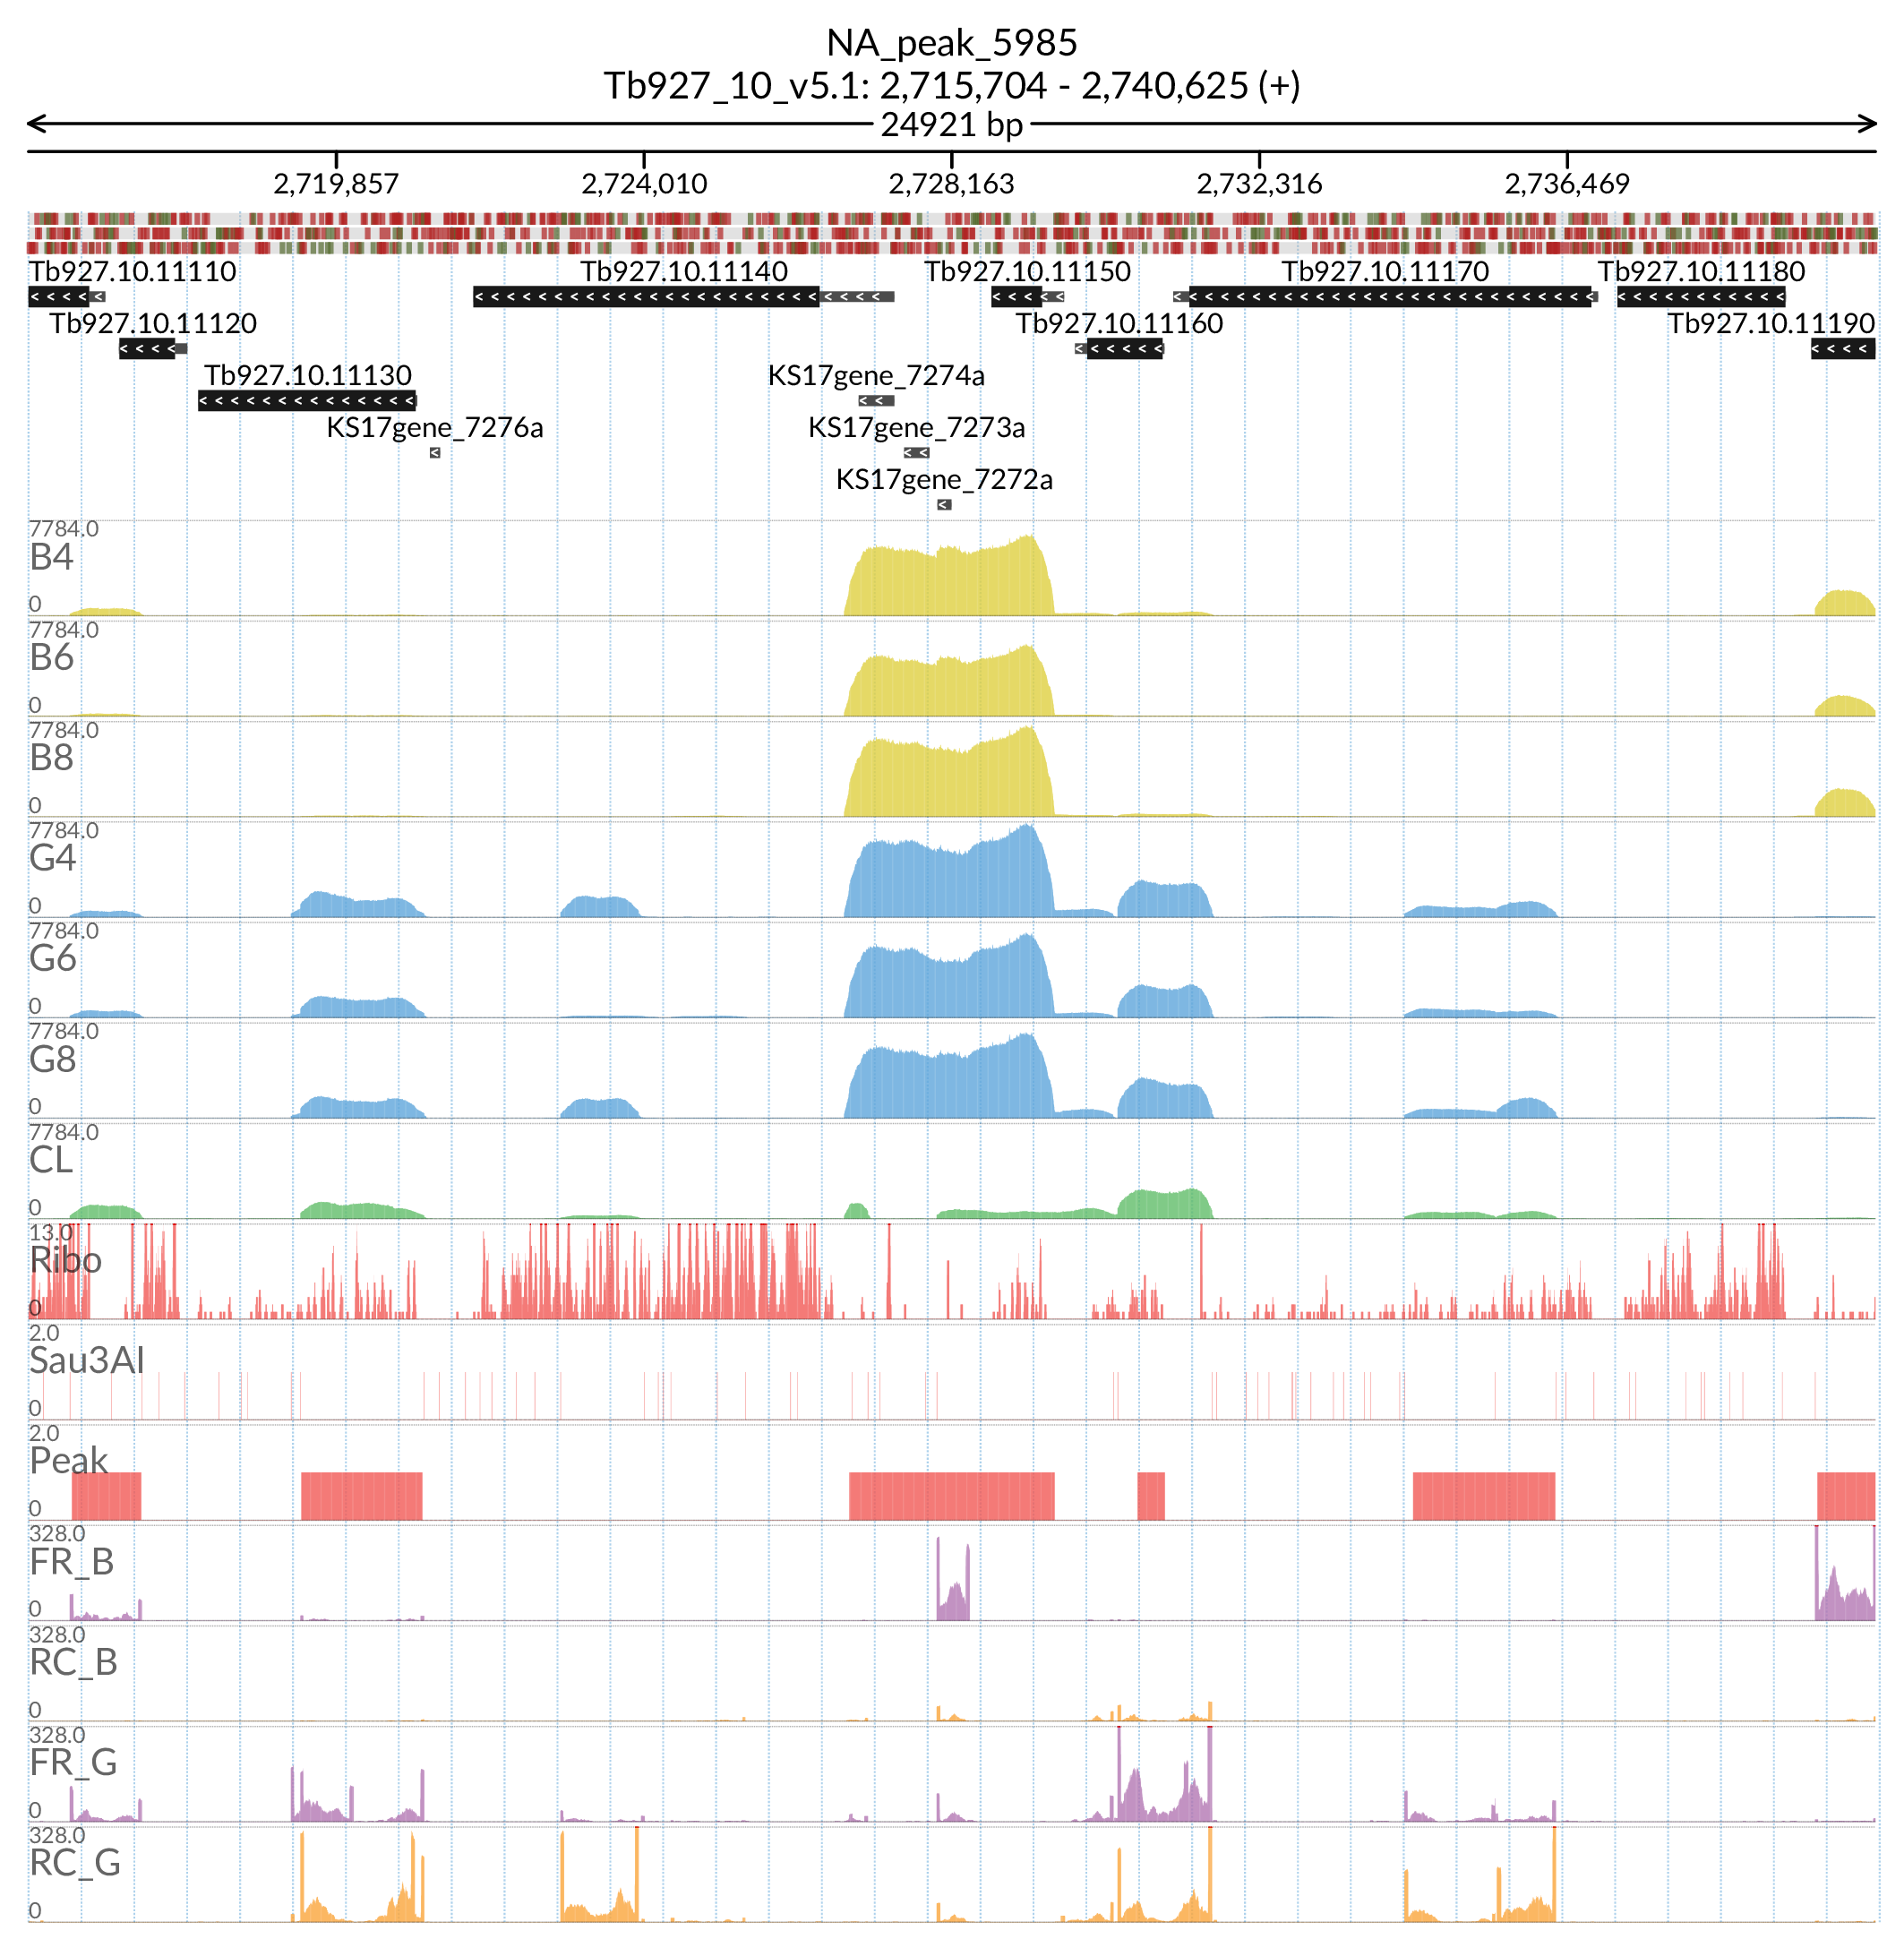 NA_peak_5985
Tb927_10_v5.1: 2,715,704 - 2,740,625 (+)
24921 bp
2,719,857 2,724,010 2,728,163 2,732,316 2,736,469
Tb927.10.11110 Tb927.10.11140 Tb927.10.11150 Tb927.10.11170 Tb927.10.11180
Tb927.10.11120 Tb927.10.11160 Tb927.10.11190
Tb927.10.11130 KS17gene_7274a
KS17gene_7276a KS17gene_7273a
KS17gene_7272a
7784.0
B4
0
7784.0
B6
0
7784.0
B8
0
7784.0
G4
0
7784.0
G6
0
7784.0
G8
0
7784.0
CL
0
13.0
Ribo
0
2.0
Sau3AI
0
2.0
Peak
0
328.0
FR_B
0
328.0
RC_B
0
328.0
FR_G
0
328.0
RC_G
0